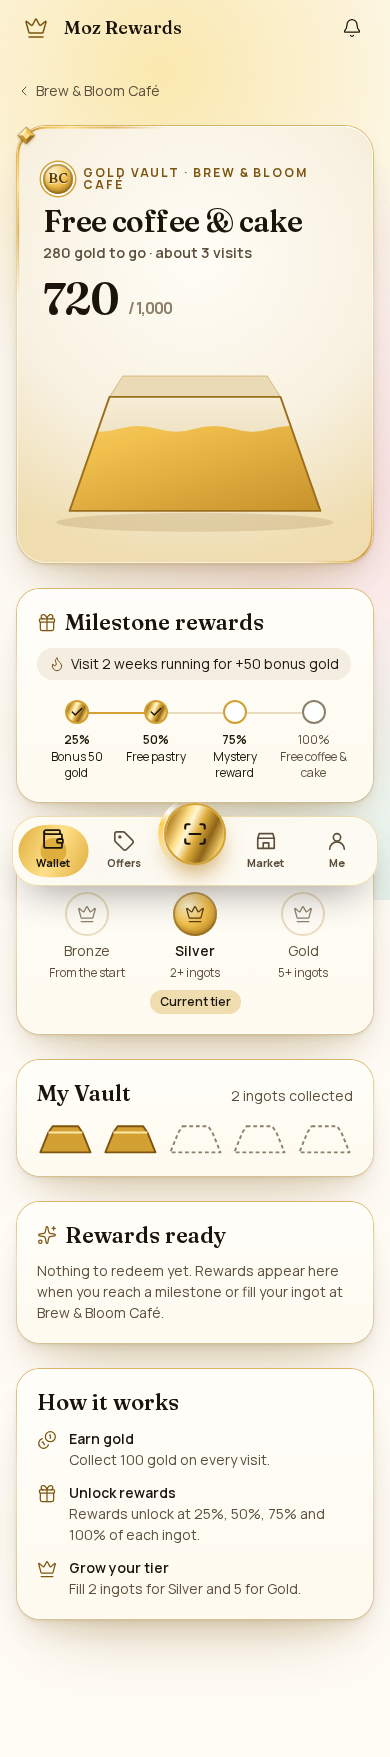 Moz Rewards
Brew & Bloom Café
BC
GOLD VAULT · BREW & BLOOM
CAFÉ
Free coffee & cake
280 gold to go · about 3 visits
720 / 1,000
Milestone rewards
Visit 2 weeks running for +50 bonus gold
25% 50% 75% 100%
Bonus 50 Free pastry Mystery Free coffee &
gold reward cake
Wallet Offers Market Me
Bronze Silver Gold
From the start 2+ ingots 5+ ingots
Current tier
My Vault 2 ingots collected
Rewards ready
Nothing to redeem yet. Rewards appear here
when you reach a milestone or fill your ingot at
Brew & Bloom Café.
How it works
Earn gold
Collect 100 gold on every visit.
Unlock rewards
Rewards unlock at 25%, 50%, 75% and
100% of each ingot.
Grow your tier
Fill 2 ingots for Silver and 5 for Gold.